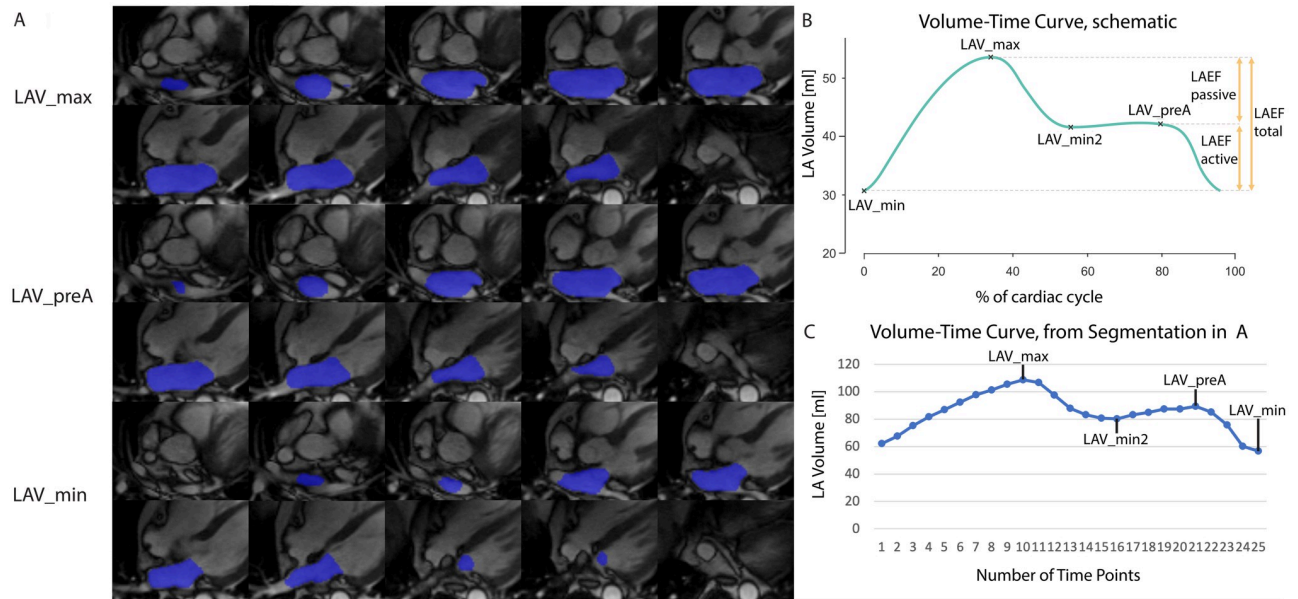 A
LAV_max
LAV_preA
LAV_min
B
Volume-Time Curve, schematic
LAV_max
LAV_preA
LAV_min2
LAV_min
LAEF
passive
LAEF
active
LAEF
total
LA Volume [ml]
50
40
30
20
0 20 40 60 80 100
% of cardiac cycle
C
Volume-Time Curve, from Segmentation in A
LAV_max
LAV_preA
LAV_min
LAV_min2
LA Volume [ml]
120
100
80
60
40
20
0
1 2 3 4 5 6 7 8 9 10 11 12 13 14 15 16 17 18 19 20 21 22 23 24 25
Number of Time Points